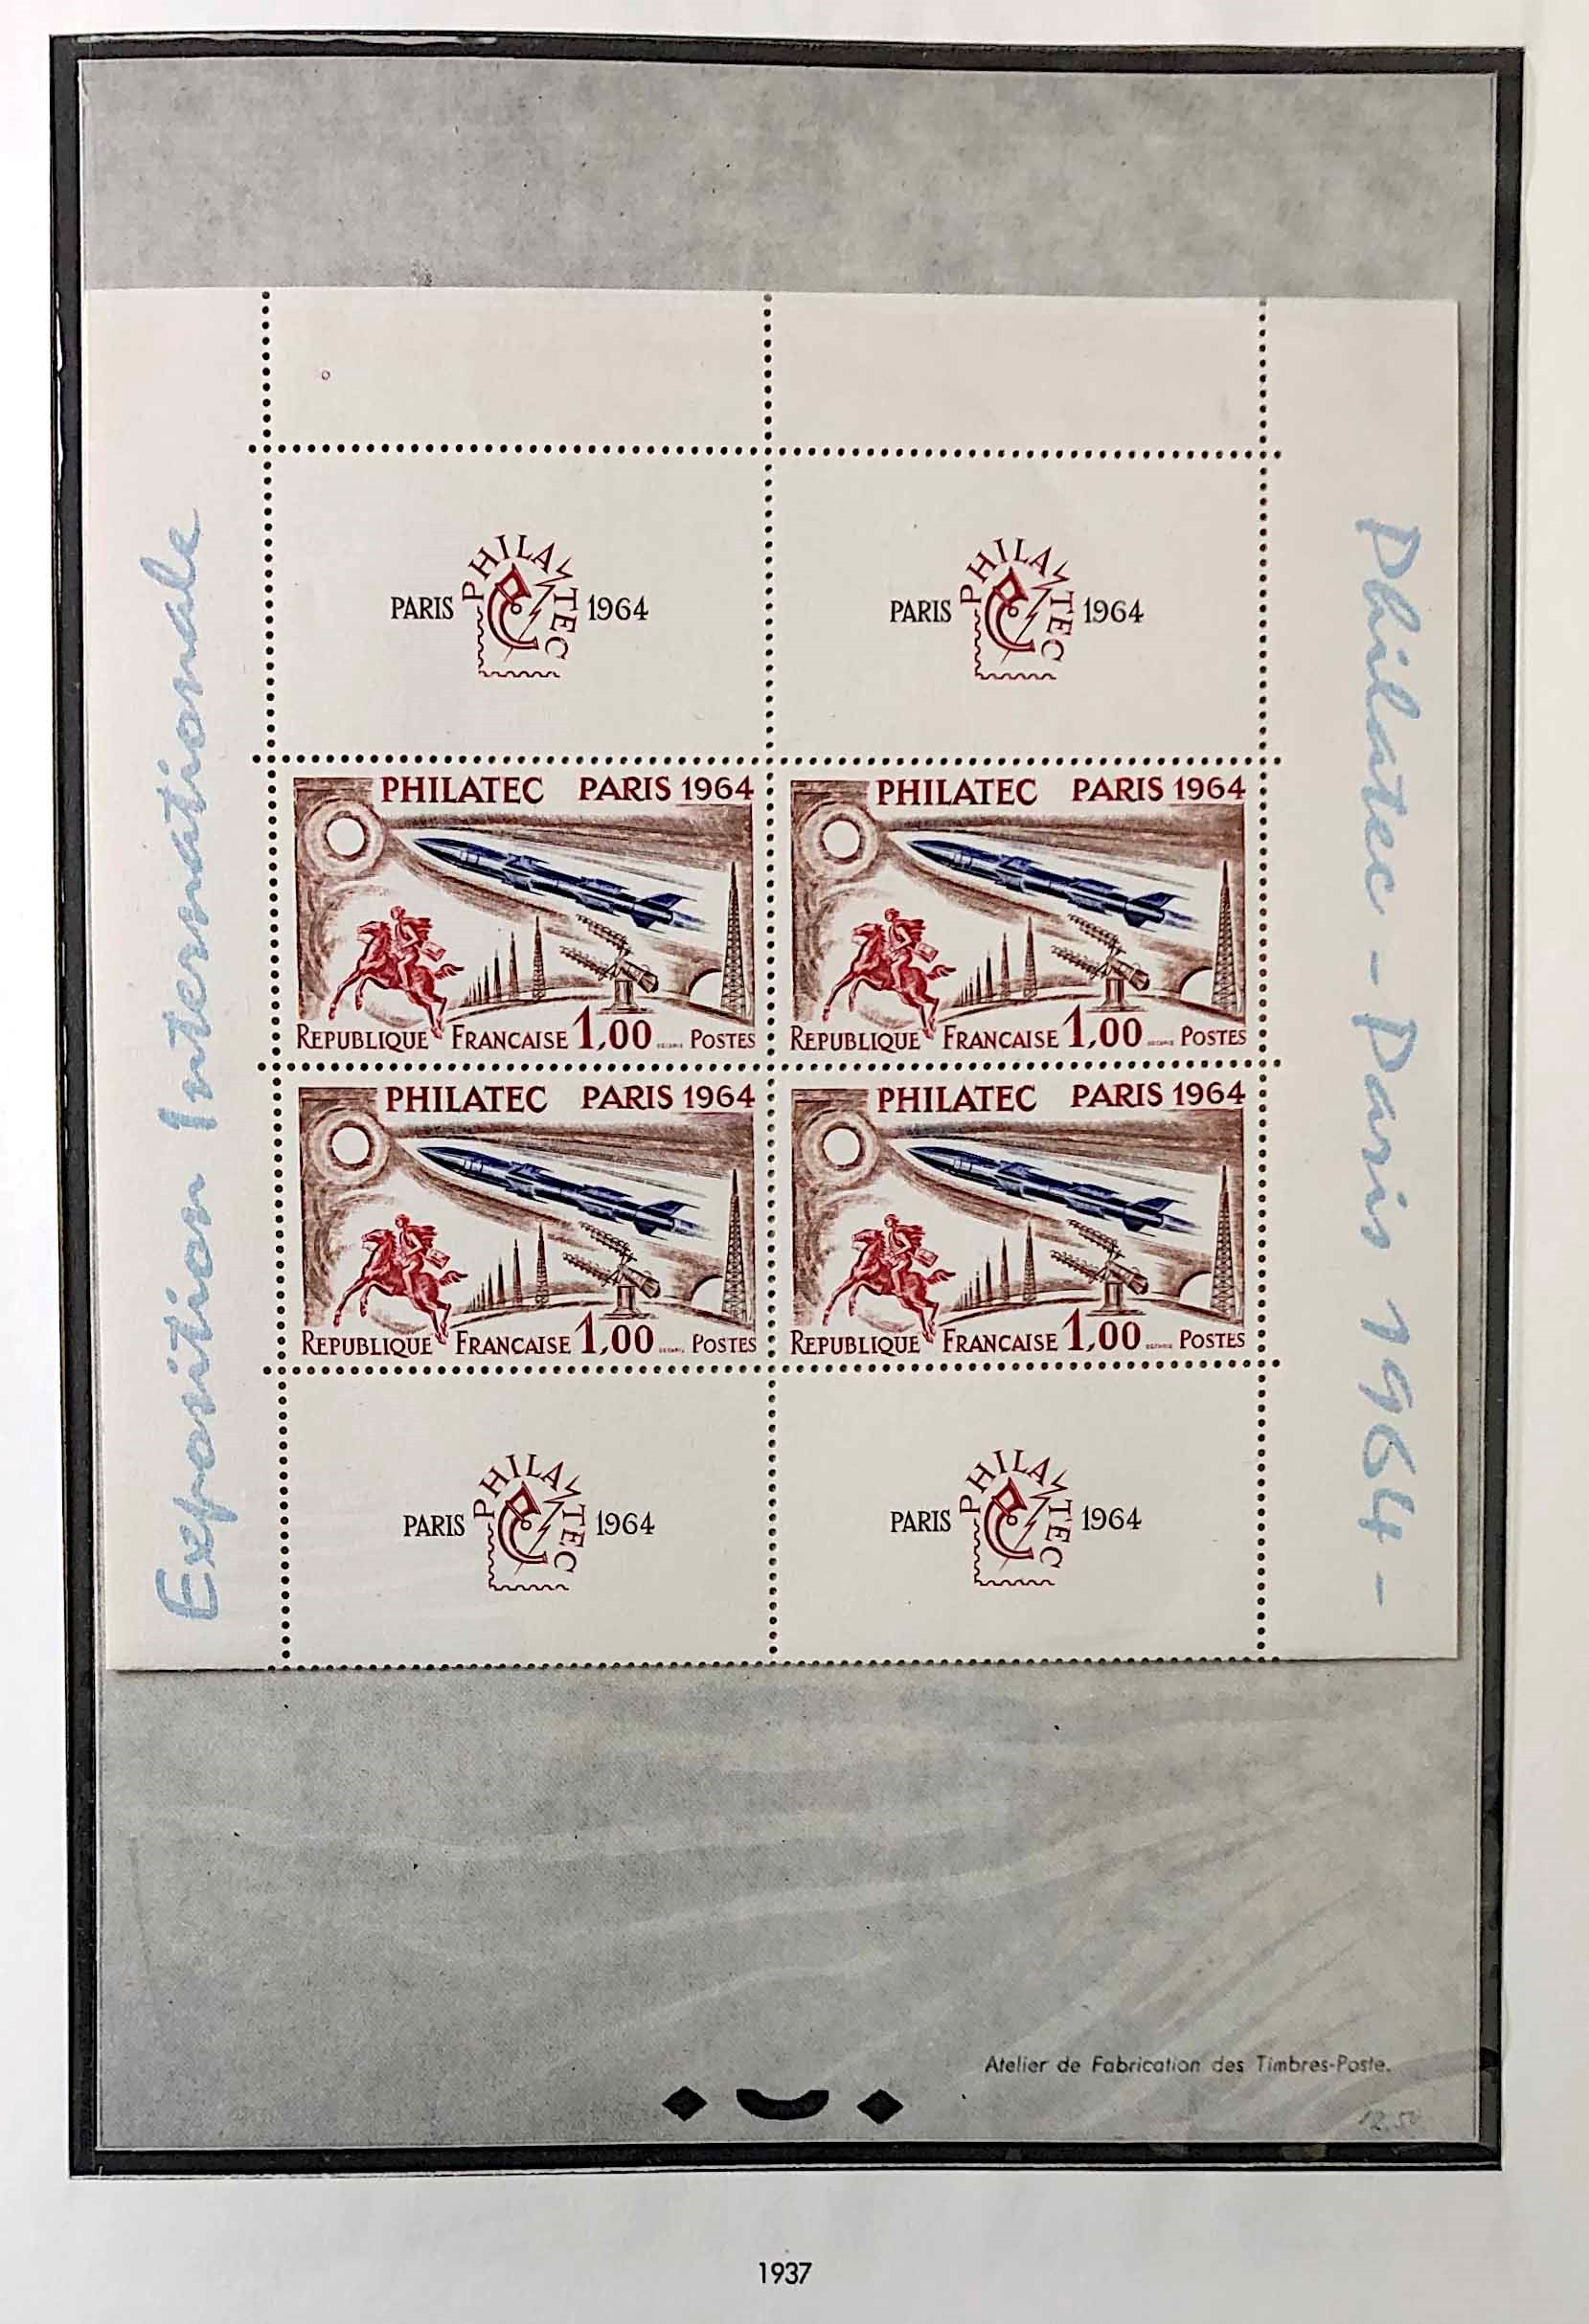 PARIS PHILATEC 1964
PARIS PHILATEC 1964
PHILATEC PARIS 1964
REPUBLIQUE FRANCAISE 1,00 POSTES
PHILATEC PARIS 1964
REPUBLIQUE FRANCAISE 1,00 POSTES
PHILATEC PARIS 1964
REPUBLIQUE FRANCAISE 1,00 POSTES
PHILATEC PARIS 1964
REPUBLIQUE FRANCAISE 1,00 POSTES
PARIS PHILATEC 1964
PARIS PHILATEC 1964
Exposition Internationale
Philatec - Paris 1964 -
Atelier de Fabrication des Timbres-Poste.
12.50
1937